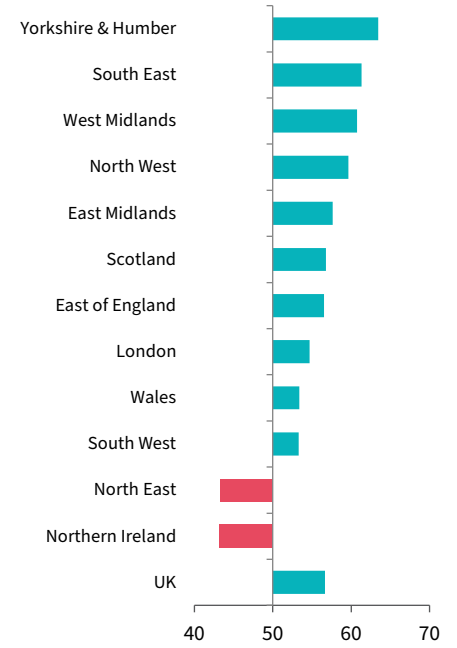 Yorkshire & Humber
South East
West Midlands
North West
East Midlands
Scotland
East of England
London
Wales
South West
North East
Northern Ireland
UK
40 50 60 70